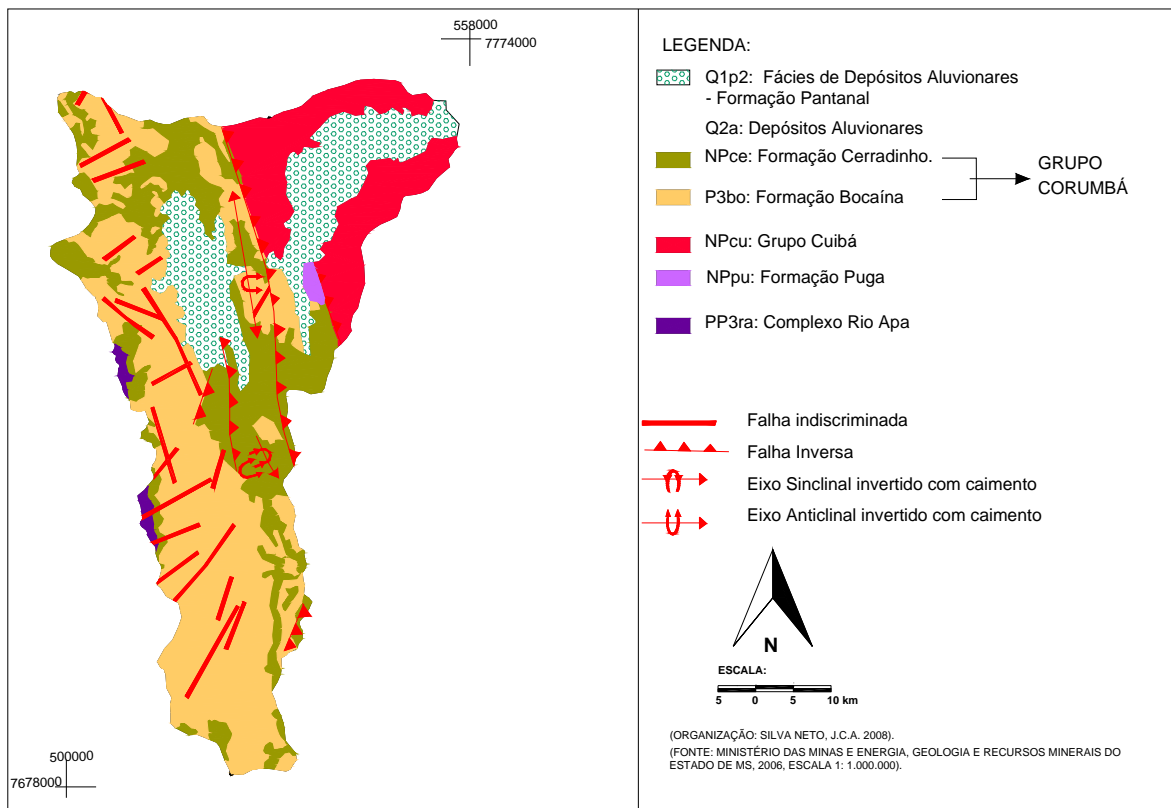 558000
7774000
500000
7678000
LEGENDA:
Q1p2: Fácies de Depósitos Aluvionares
- Formação Pantanal
Q2a: Depósitos Aluvionares
NPce: Formação Cerradinho.
P3bo: Formação Bocaína
GRUPO
CORUMBÁ
NPcu: Grupo Cuibá
NPpu: Formação Puga
PP3ra: Complexo Rio Apa
Falha indiscriminada
Falha Inversa
Eixo Sinclinal invertido com caimento
Eixo Anticlinal invertido com caimento
N
ESCALA:
5 0 5 10 km
(ORGANIZAÇÃO: SILVA NETO, J.C.A. 2008).
(FONTE: MINISTÉRIO DAS MINAS E ENERGIA, GEOLOGIA E RECURSOS MINERAIS DO
ESTADO DE MS, 2006, ESCALA 1: 1.000.000).